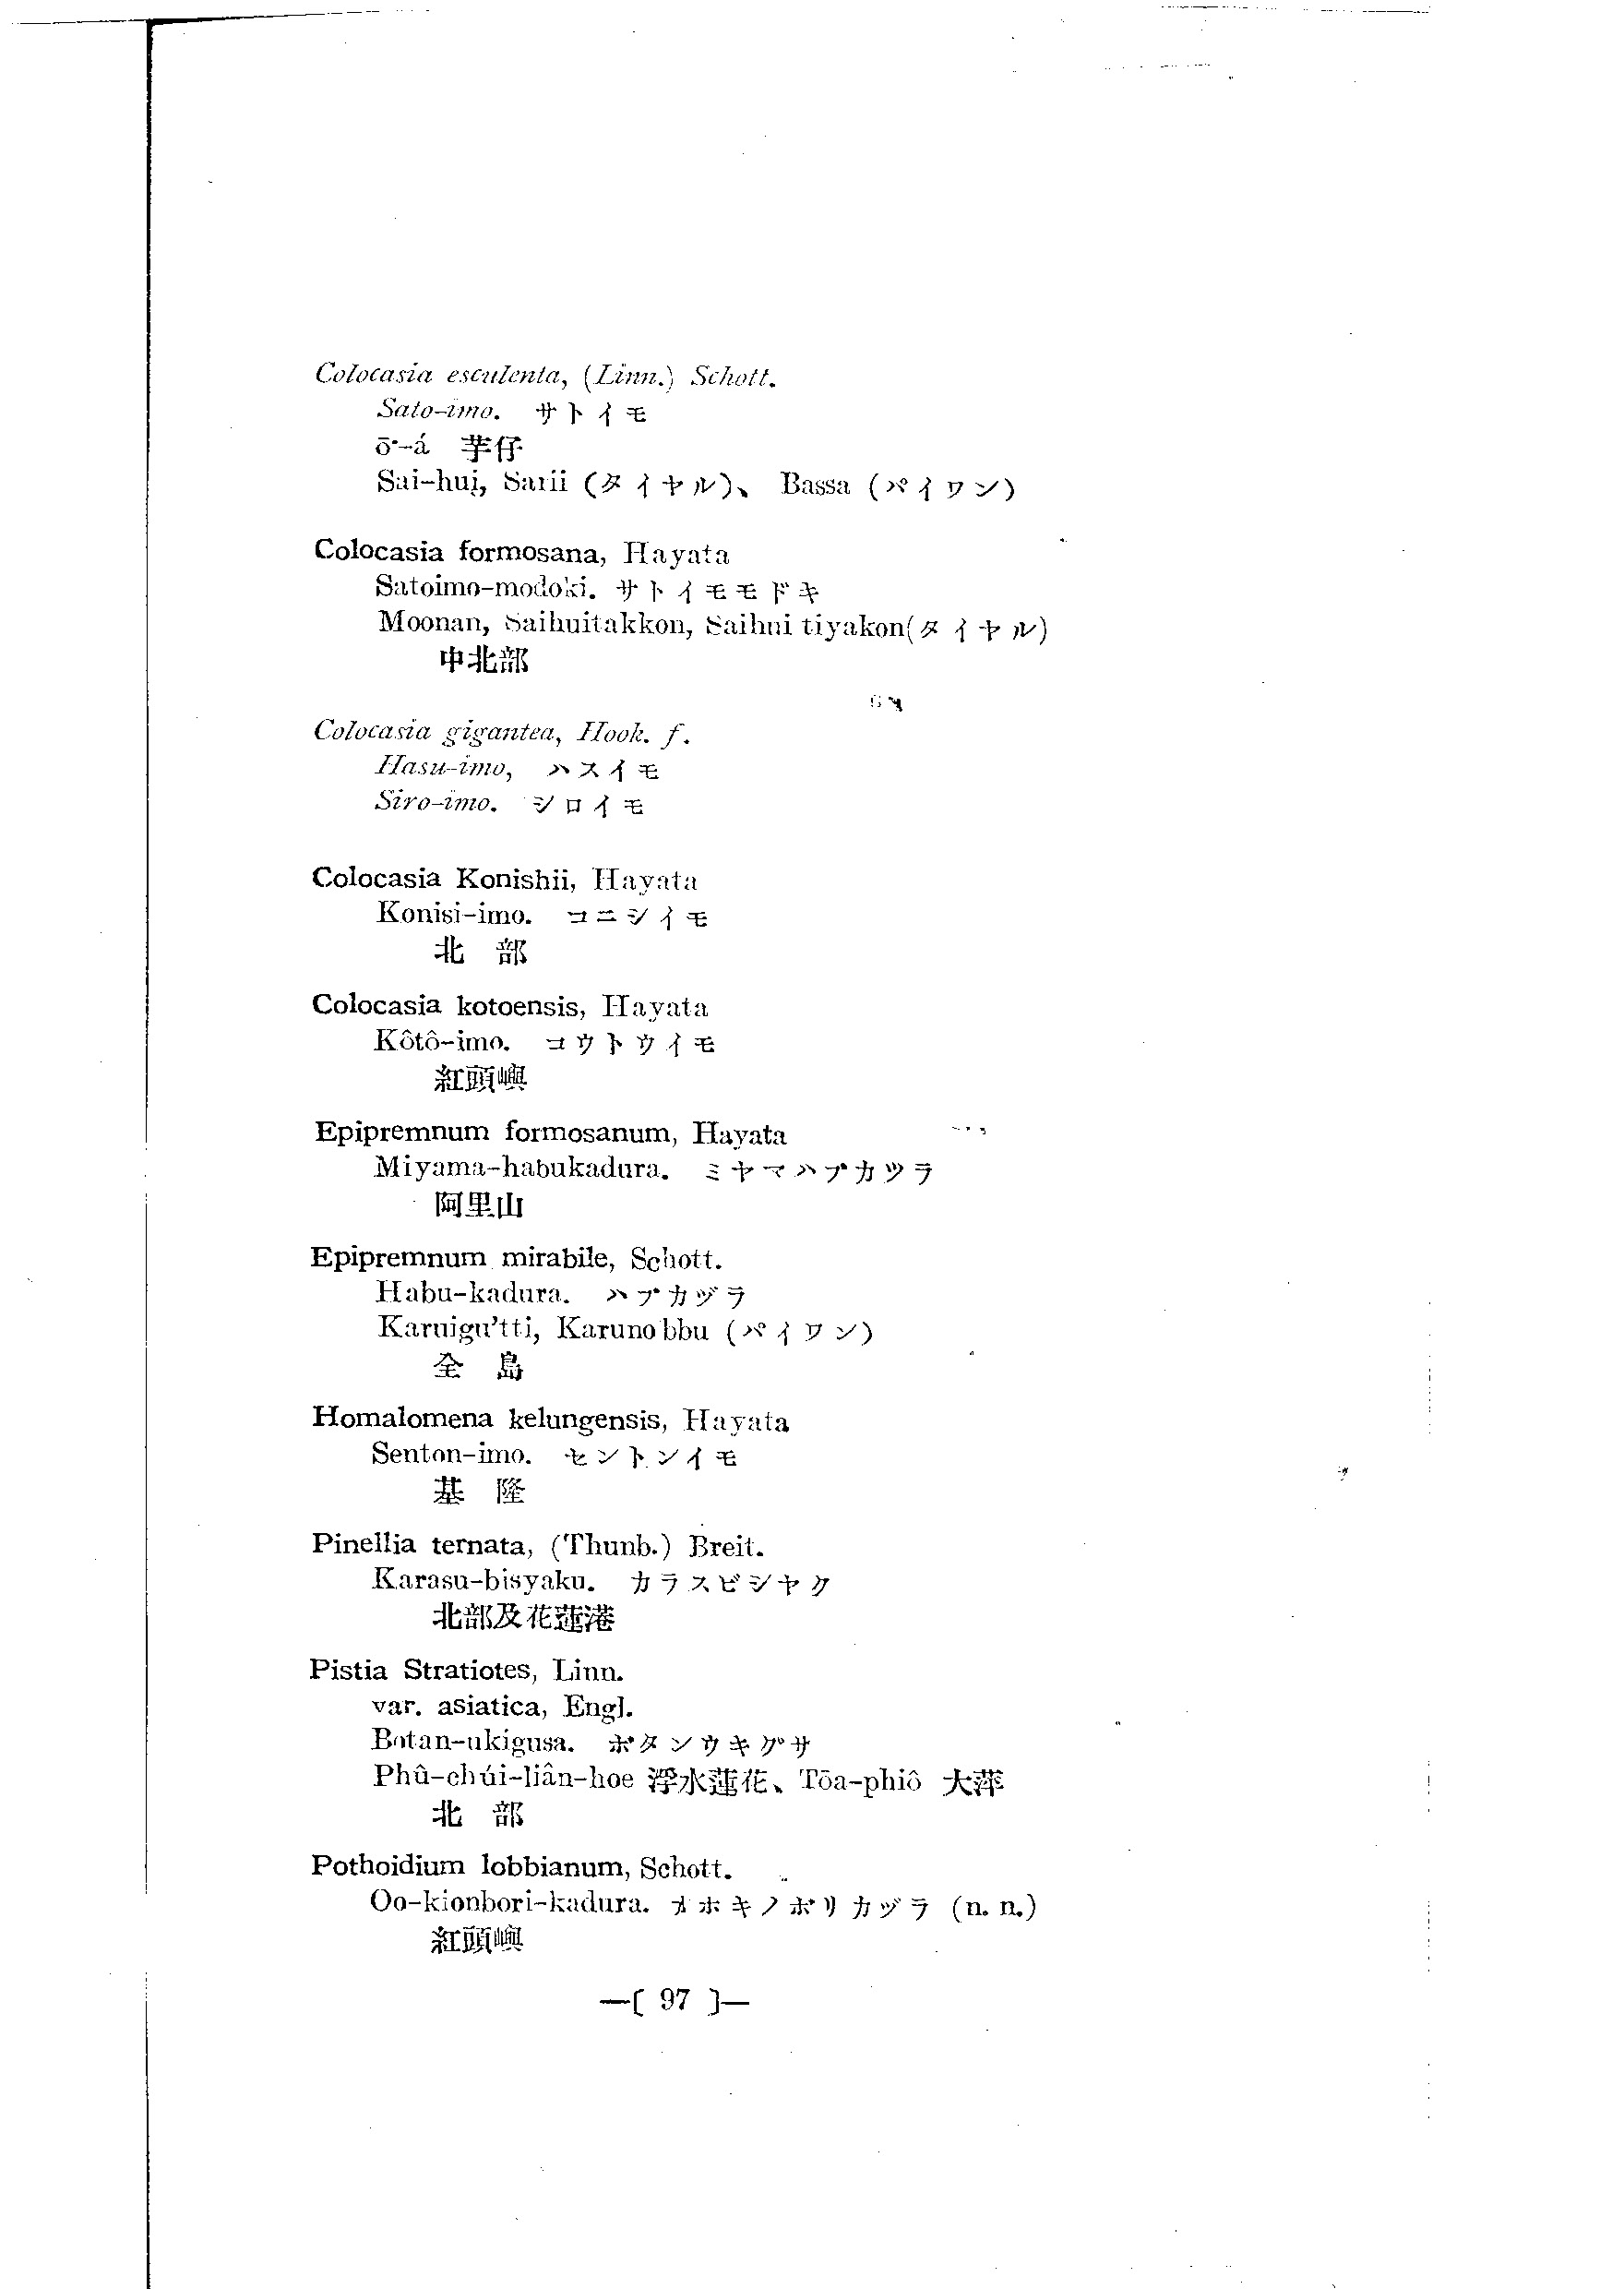 Colocasia esculenta, (Linn.) Schott.
Sato-imo. サトイモ
ō-á 芋仔
Sai-hui, Sarii (タイヤル)、 Bassa (パイワン)
Colocasia formosana, Hayata
Satoimo-modoki. サトイモモドキ
Moonan, Saihuitakkon, Saihui tiyakon(タイヤル)
中北部
Colocasia gigantea, Hook. f.
Hasu-imo, ハスイモ
Siro-imo. シロイモ
Colocasia Konishii, Hayata
Konisi-imo. コニシイモ
北 部
Colocasia kotoensis, Hayata
Kôtô-imo. コウトウイモ
紅頭嶼
Epipremnum formosanum, Hayata
Miyama-habukadura. ミヤマハブカツラ
阿里山
Epipremnum mirabile, Schott.
Habu-kadura. ハブカヅラ
Karuigu'tti, Karunobbu (パイワン)
全 島
Homalomena kelungensis, Hayata
Senton-imo. セントンイモ
基 隆
Pinellia ternata, (Thunb.) Breit.
Karasu-bisyaku. カラスビシヤク
北部及花蓮港
Pistia Stratiotes, Linn.
var. asiatica, Engl.
Botan-ukigusa. ボタンウキグサ
Phû-chúi-liân-hoe 浮水蓮花、Tōa-phiô 大萍
北 部
Pothoidium lobbianum, Schott.
Oo-kionbori-kadura. オホキノボリカヅラ (n. n.)
紅頭嶼
—( 97 )—